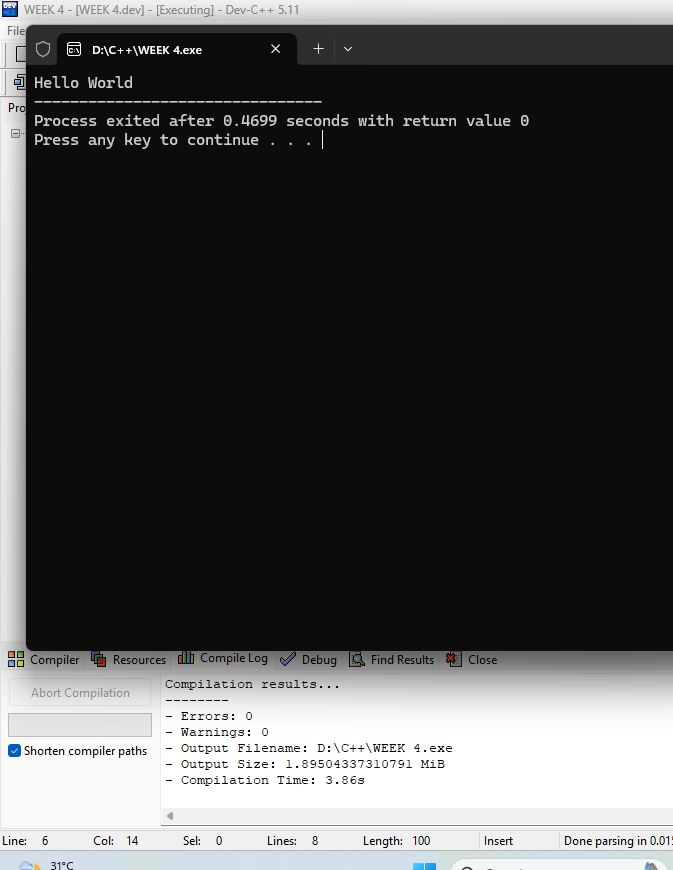 WEEK 4 - [WEEK 4.dev] - [Executing] - Dev-C++ 5.11
File
D:\C++\WEEK 4.exe
Hello World
--------------------------------
Process exited after 0.4699 seconds with return value 0
Press any key to continue . . .
Compiler Resources Compile Log Debug Find Results Close
Abort Compilation
Shorten compiler paths
Compilation results...
--------
- Errors: 0
- Warnings: 0
- Output Filename: D:\C++\WEEK 4.exe
- Output Size: 1.89504337310791 MiB
- Compilation Time: 3.86s
Line: 6 Col: 14 Sel: 0 Lines: 8 Length: 100 Insert Done parsing in 0.015
31°C